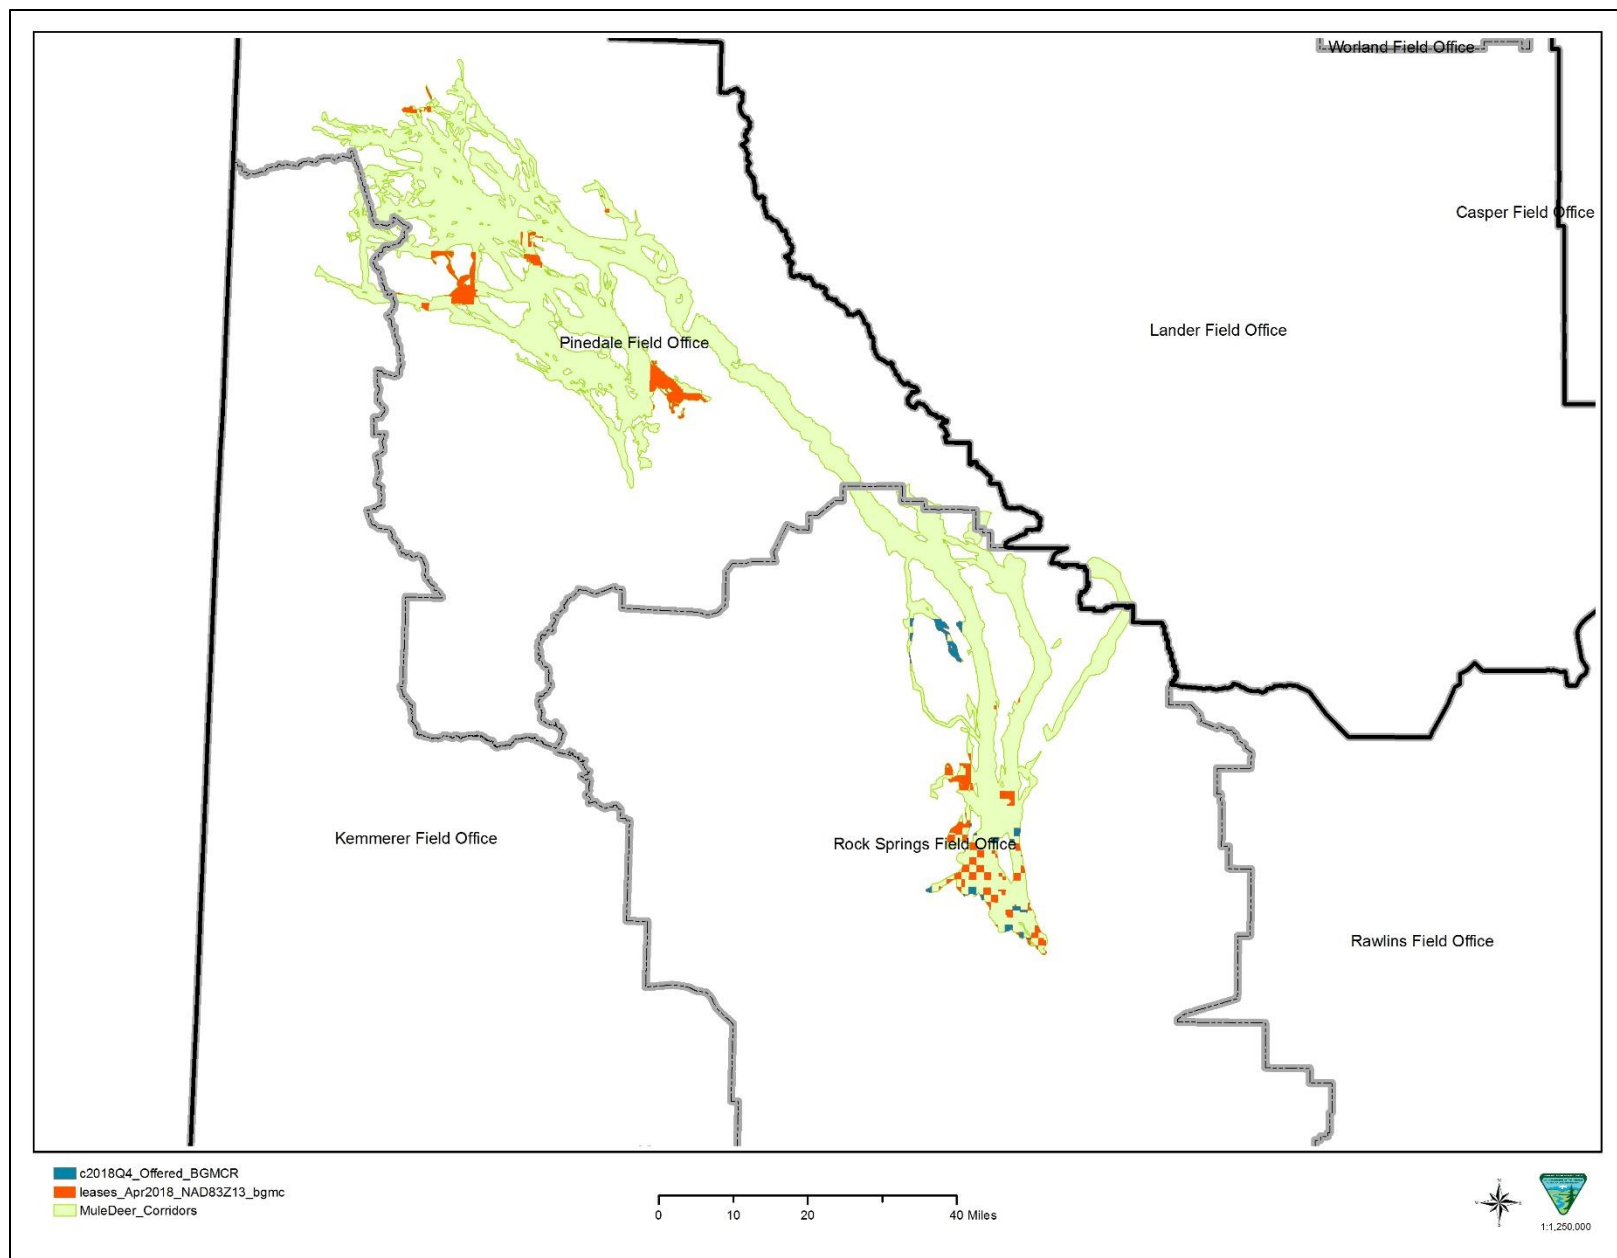 Worland Field Office
Casper Field Office
Lander Field Office
Pinedale Field Office
Kemmerer Field Office
Rock Springs Field Office
Rawlins Field Office
c2018Q4_Offered_BGMCR
leases_Apr2018_NAD83Z13_bgmc
MuleDeer_Corridors
0 10 20 40 Miles
1:1,250,000